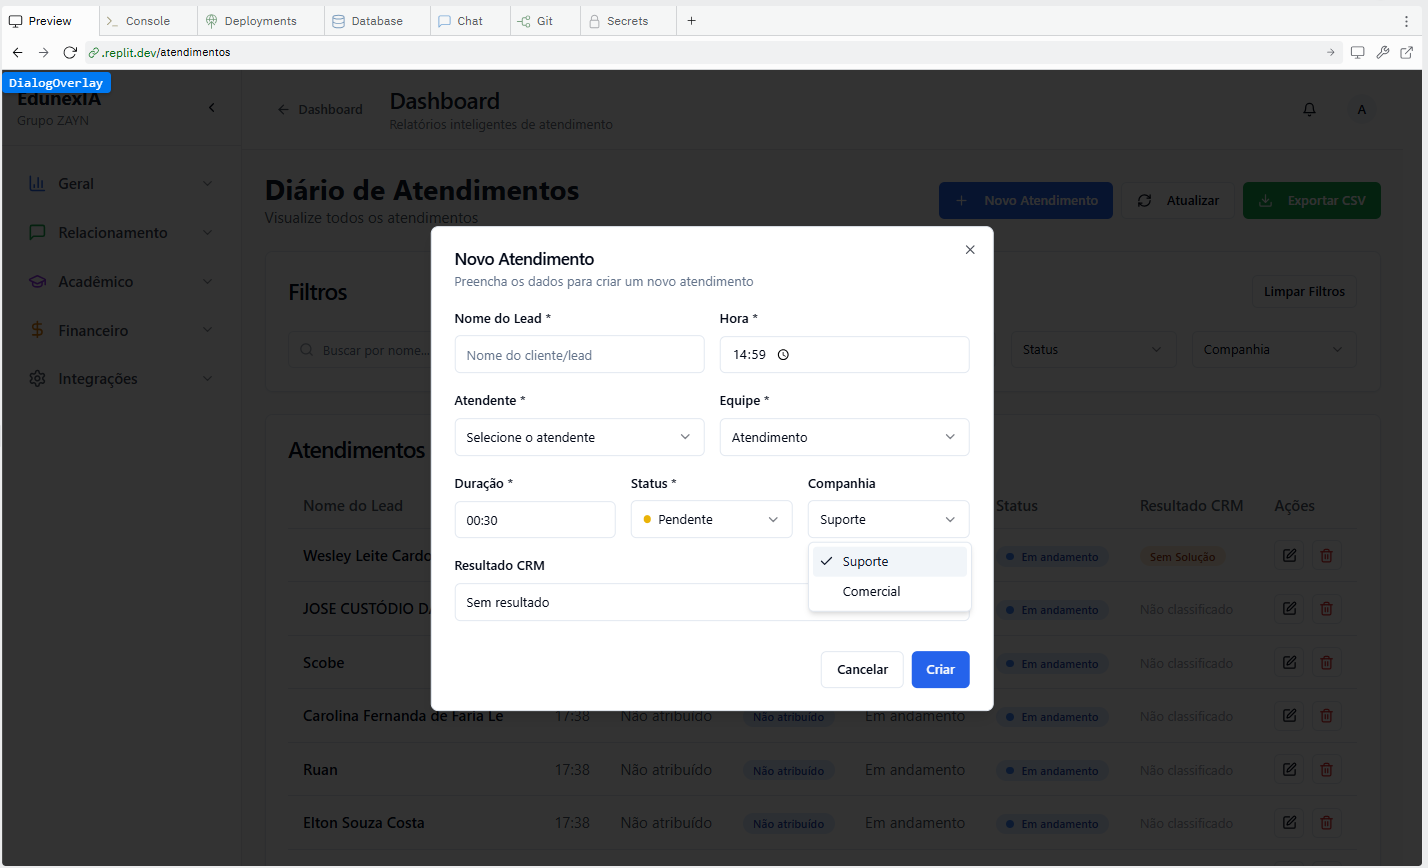 Preview
Console
Deployments
Database
Chat
Git
Secrets
.replit.dev/atendimentos
DialogOverlay
EdunexIA
Grupo ZAYN
Dashboard
Dashboard
Relatórios inteligentes de atendimento
A
Geral
Relacionamento
Acadêmico
Financeiro
Integrações
Diário de Atendimentos
Visualize todos os atendimentos
Novo Atendimento
Atualizar
Exportar CSV
Filtros
Limpar Filtros
Buscar por nome...
Status
Companhia
Novo Atendimento
Preencha os dados para criar um novo atendimento
Nome do Lead *
Hora *
Nome do cliente/lead
14:59
Atendente *
Equipe *
Selecione o atendente
Atendimento
Duração *
Status *
Companhia
00:30
Pendente
Suporte
Suporte
Comercial
Resultado CRM
Sem resultado
Cancelar
Criar
Atendimentos
Nome do Lead
Status
Resultado CRM
Ações
Wesley Leite Cardo
Em andamento
Sem Solução
JOSE CUSTÓDIO D
Em andamento
Não classificado
Scobe
Em andamento
Não classificado
Carolina Fernanda de Faria Le
17:38
Não atribuído
Não atribuído
Em andamento
Em andamento
Não classificado
Ruan
17:38
Não atribuído
Não atribuído
Em andamento
Em andamento
Não classificado
Elton Souza Costa
17:38
Não atribuído
Não atribuído
Em andamento
Em andamento
Não classificado